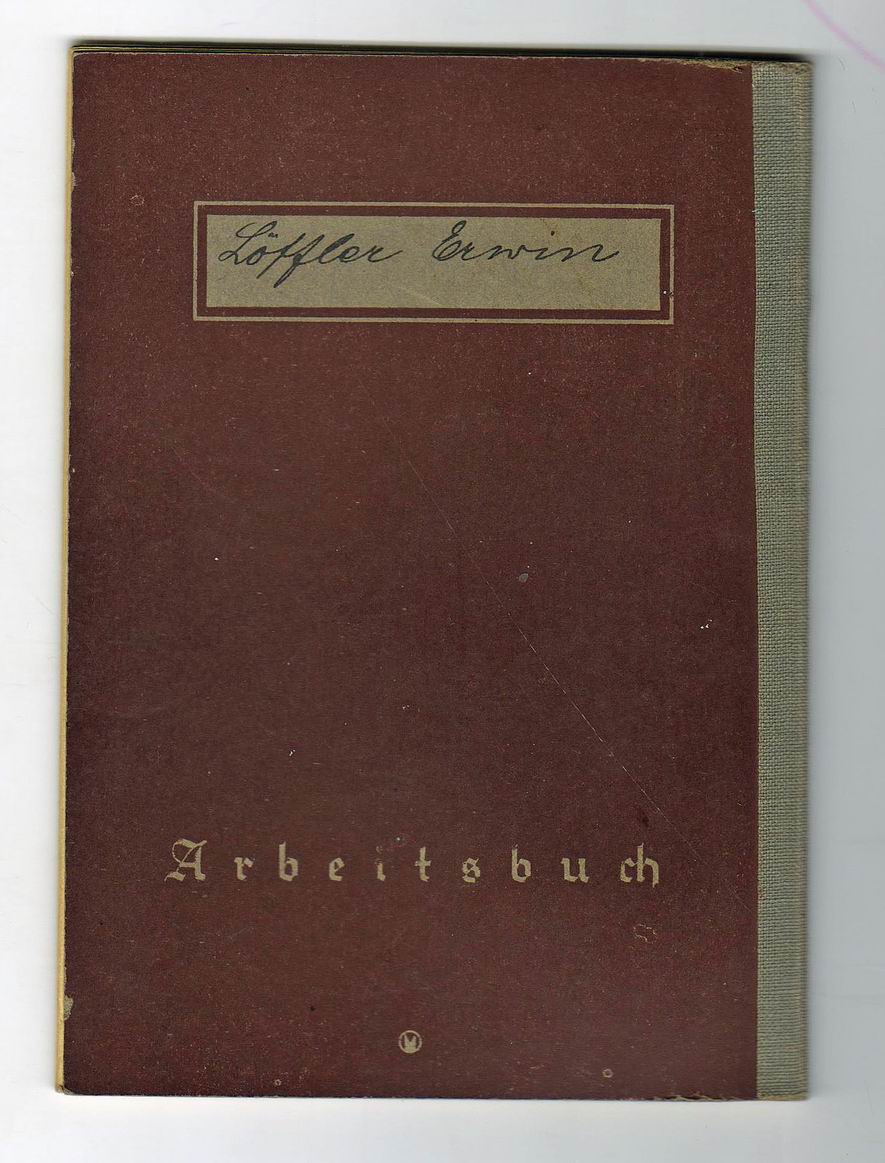 Löffler Erwin
Arbeitsbuch